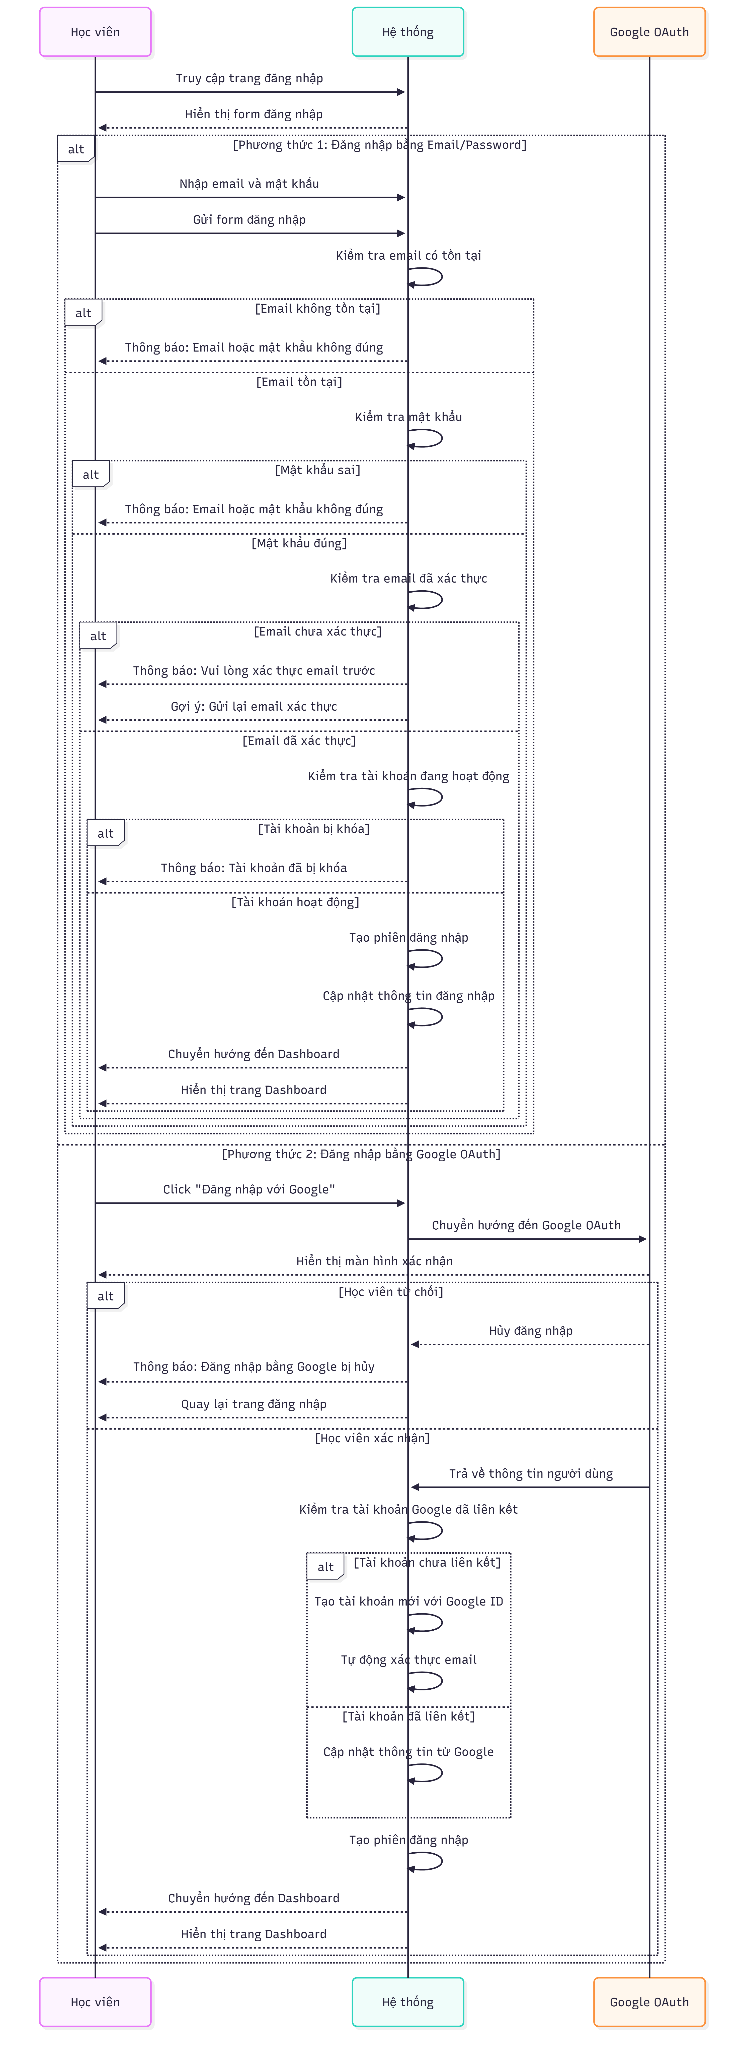 Học viên
Hệ thống
Google OAuth
Truy cập trang đăng nhập
Hiển thị form đăng nhập
alt
[Phương thức 1: Đăng nhập bằng Email/Password]
Nhập email và mật khẩu
Gửi form đăng nhập
Kiểm tra email có tồn tại
alt
[Email không tồn tại]
Thông báo: Email hoặc mật khẩu không đúng
[Email tồn tại]
Kiểm tra mật khẩu
alt
[Mật khẩu sai]
Thông báo: Email hoặc mật khẩu không đúng
[Mật khẩu đúng]
Kiểm tra email đã xác thực
alt
[Email chưa xác thực]
Thông báo: Vui lòng xác thực email trước
Gợi ý: Gửi lại email xác thực
[Email đã xác thực]
Kiểm tra tài khoản đang hoạt động
alt
[Tài khoản bị khóa]
Thông báo: Tài khoản đã bị khóa
[Tài khoản hoạt động]
Tạo phiên đăng nhập
Cập nhật thông tin đăng nhập
Chuyển hướng đến Dashboard
Hiển thị trang Dashboard
[Phương thức 2: Đăng nhập bằng Google OAuth]
Click "Đăng nhập với Google"
Chuyển hướng đến Google OAuth
Hiển thị màn hình xác nhận
alt
[Học viên từ chối]
Hủy đăng nhập
Thông báo: Đăng nhập bằng Google bị hủy
Quay lại trang đăng nhập
[Học viên xác nhận]
Trả về thông tin người dùng
Kiểm tra tài khoản Google đã liên kết
alt
[Tài khoản chưa liên kết]
Tạo tài khoản mới với Google ID
Tự động xác thực email
[Tài khoản đã liên kết]
Cập nhật thông tin từ Google
Tạo phiên đăng nhập
Chuyển hướng đến Dashboard
Hiển thị trang Dashboard
Học viên
Hệ thống
Google OAuth